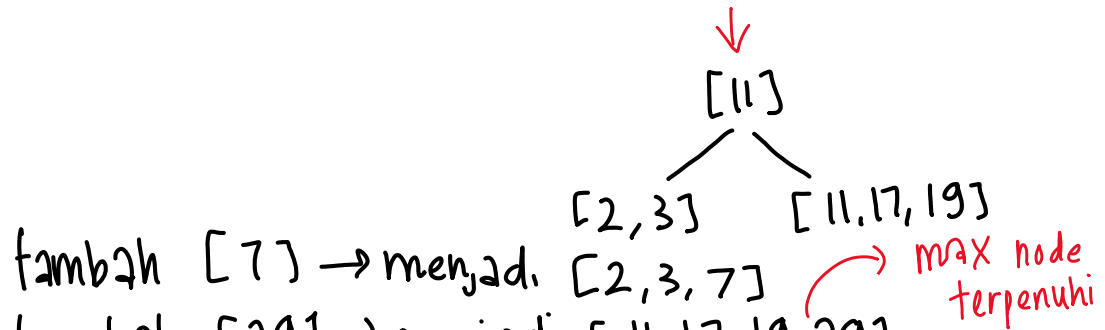 [11]
[2,3] [11,17,19]
tambah [7] → menjadi [2,3,7]
max node
terpenuhi